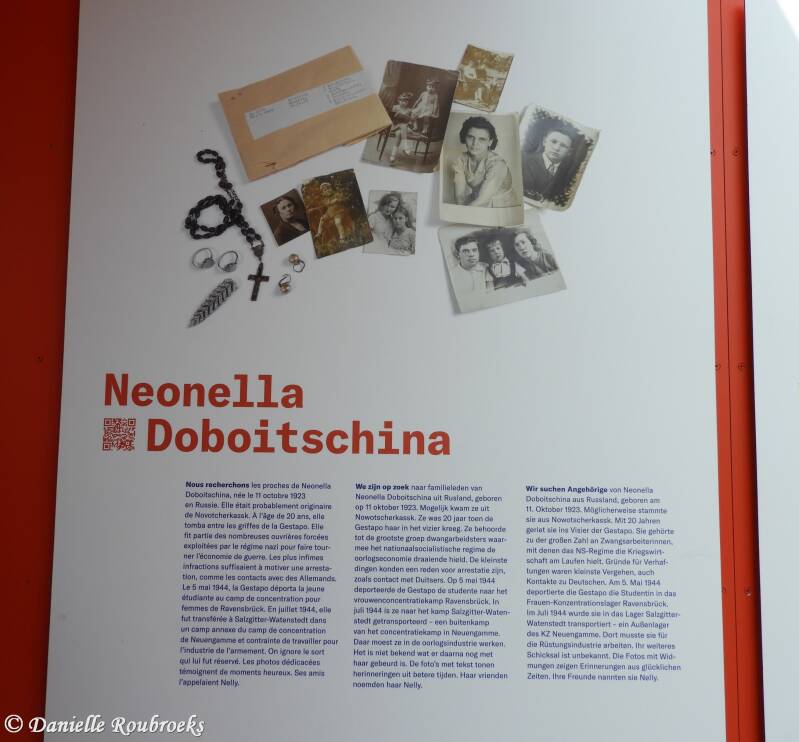 Neonella
Doboitschina
Nous recherchons les proches de Neonella
Doboitschina, née le 11 octobre 1923
en Russie. Elle était probablement originaire
de Novotcherkassk. À l'âge de 20 ans, elle
tomba entre les griffes de la Gestapo. Elle
fit partie des nombreuses ouvrières forcées
exploitées par le régime nazi pour faire tour-
ner l'économie de guerre. Les plus infimes
infractions suffisaient à motiver une arresta-
tion, comme les contacts avec des Allemands.
Le 5 mai 1944, la Gestapo déporta la jeune
étudiante au camp de concentration pour
femmes de Ravensbrück. En juillet 1944, elle
fut transférée à Salzgitter-Watenstedt dans
un camp annexe du camp de concentration
de Neuengamme et contrainte de travailler pour
l'industrie de l'armement. On ignore le sort
qui lui fut réservé. Les photos dédicacées
témoignent de moments heureux. Ses amis
l'appelaient Nelly.
We zijn op zoek naar familieleden van
Neonella Doboitschina uit Rusland, geboren
op 11 oktober 1923. Mogelijk kwam ze uit
Nowotscherkassk. Ze was 20 jaar toen de
Gestapo haar in het vizier kreeg. Ze behoorde
tot de grootste groep dwangarbeidsters waar-
mee het nationaalsocialistische regime de
oorlogseconomie draaiende hield. De kleinste
dingen konden een reden voor arrestatie zijn,
zoals contact met Duitsers. Op 5 mei 1944
deporteerde de Gestapo de studente naar het
vrouwenconcentratiekamp Ravensbrück. In
juli 1944 is ze naar het kamp Salzgitter-Waten-
stedt getransporteerd – een buitenkamp
van het concentratiekamp in Neuengamme.
Daar moest ze in de oorlogsindustrie werken.
Het is niet bekend wat er daarna nog met
haar gebeurd is. De foto's met tekst tonen
herinneringen uit betere tijden. Haar vrienden
noemden haar Nelly.
Wir suchen Angehörige von Neonella
Doboitschina aus Russland, geboren am
11. Oktober 1923. Möglicherweise stammte
sie aus Nowotscherkassk. Mit 20 Jahren
geriet sie ins Visier der Gestapo. Sie gehörte
zu der großen Zahl an Zwangsarbeiterinnen,
mit denen das NS-Regime die Kriegswirt-
schaft am Laufen hielt. Gründe für Verhaf-
tungen waren kleinste Vergehen, auch
Kontakte zu Deutschen. Am 5. Mai 1944
deportierte die Gestapo die Studentin in das
Frauen-Konzentrationslager Ravensbrück.
Im Juli 1944 wurde sie in das Lager Salzgitter-
Watenstedt transportiert – ein Außenlager
des KZ Neuengamme. Dort musste sie für
die Rüstungsindustrie arbeiten. Ihr weiteres
Schicksal ist unbekannt. Die Fotos mit Wid-
mungen zeigen Erinnerungen aus glücklichen
Zeiten. Ihre Freunde nannten sie Nelly.
© Danielle Roubroeks